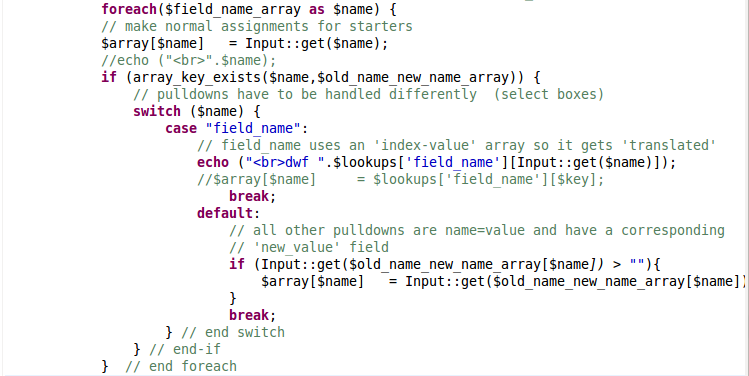 foreach($field_name_array as $name) {
// make normal assignments for starters
$array[$name]   = Input::get($name);
//echo ("<br>".$name);
if (array_key_exists($name,$old_name_new_name_array)) {
// pulldowns have to be handled differently  (select boxes)
switch ($name) {
case "field_name":
// field_name uses an 'index-value' array so it gets 'translated'
echo ("<br>dwf ".$lookups['field_name'][Input::get($name)]);
//$array[$name]     = $lookups['field_name'][$key];
break;
default:
// all other pulldowns are name=value and have a corresponding
// 'new_value' field
if (Input::get($old_name_new_name_array[$name]) > ""){
$array[$name]   = Input::get($old_name_new_name_array[$name])
}
break;
} // end switch
} // end-if
}  // end foreach